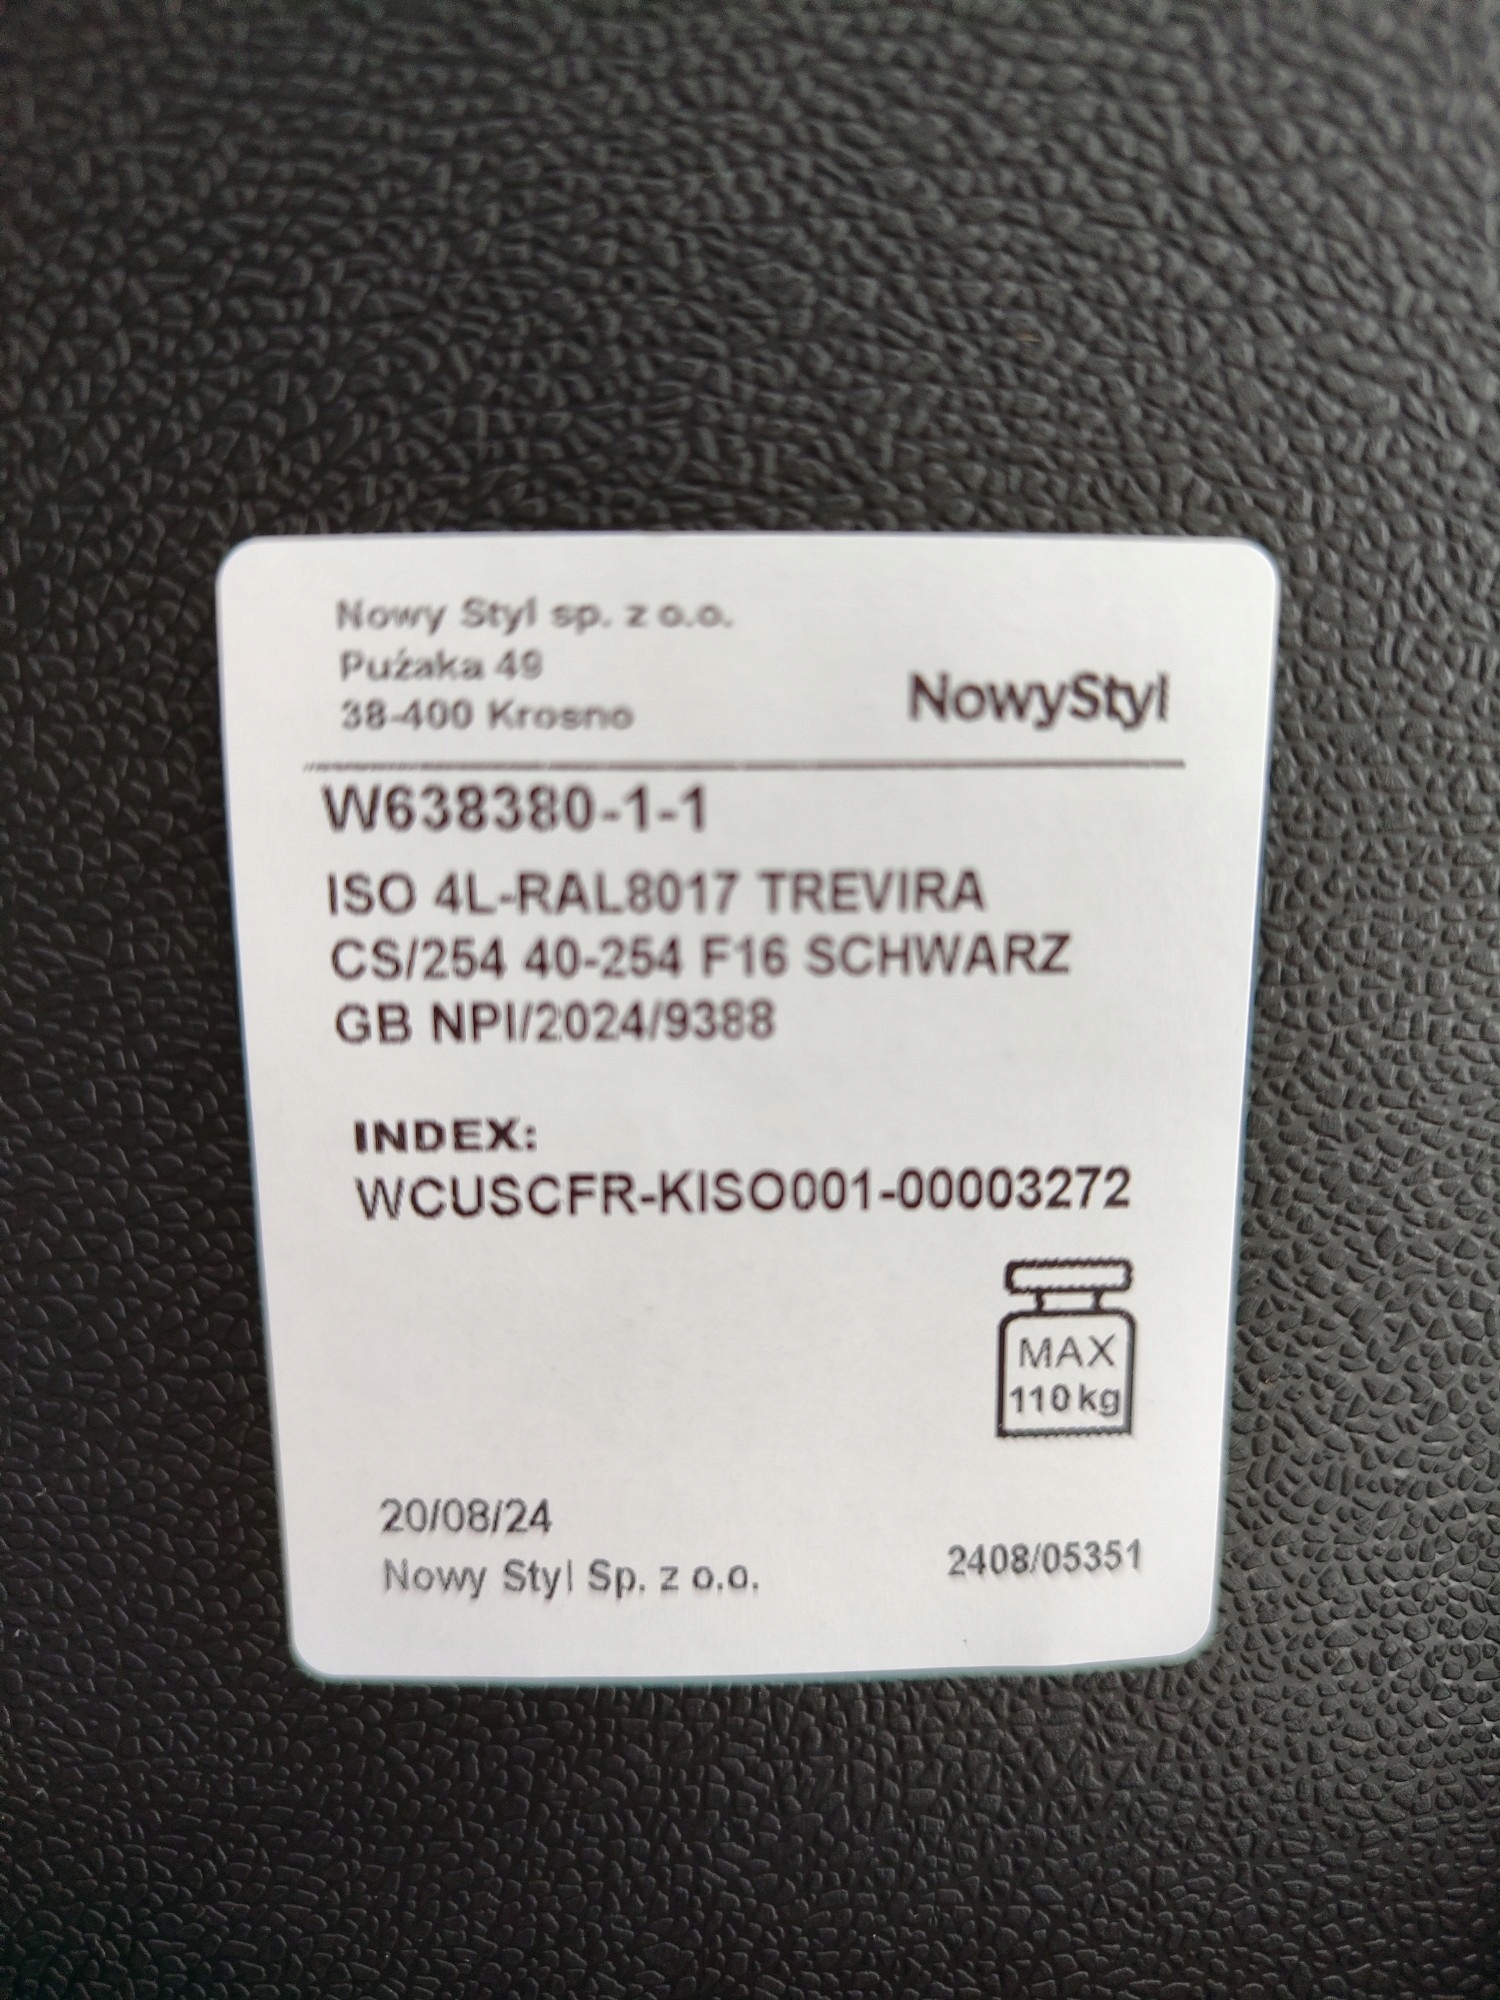 Nowy Styl sp. z o.o.
Pużaka 49
38-400 Krosno
NowyStyl
W638380-1-1
ISO 4L-RAL8017 TREVIRA
CS/254 40-254 F16 SCHWARZ
GB NPI/2024/9388
INDEX:
WCUSCFR-KISO001-00003272
MAX
110 kg
20/08/24
Nowy Styl Sp. z o.o.
2408/05351